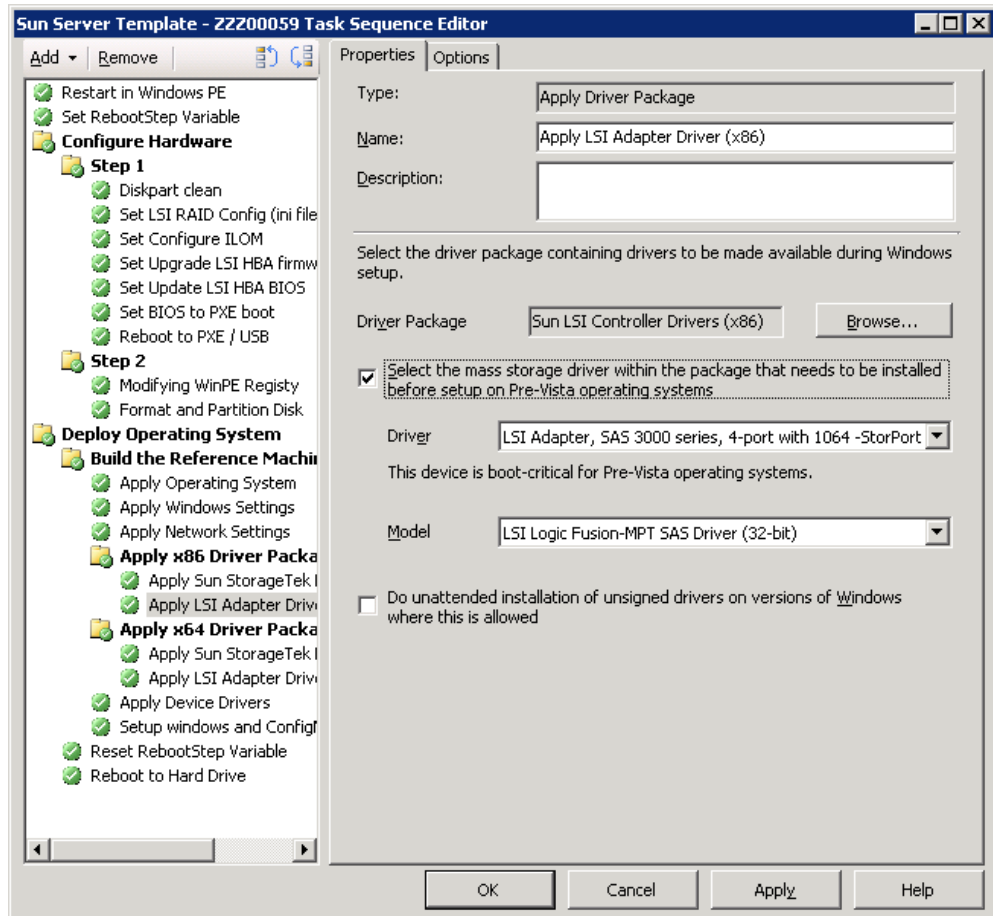 Sun Server Template - ZZZ00059 Task Sequence Editor
Add Remove
Restart in Windows PE
Set RebootStep Variable
Configure Hardware
Step 1
Diskpart clean
Set LSI RAID Config (ini file
Set Configure ILOM
Set Upgrade LSI HBA firmw
Set Update LSI HBA BIOS
Set BIOS to PXE boot
Reboot to PXE / USB
Step 2
Modifying WinPE Registy
Format and Partition Disk
Deploy Operating System
Build the Reference Machin
Apply Operating System
Apply Windows Settings
Apply Network Settings
Apply x86 Driver Packa
Apply Sun StorageTek
Apply LSI Adapter Driv
Apply x64 Driver Packa
Apply Sun StorageTek
Apply LSI Adapter Driv
Apply Device Drivers
Setup windows and Config
Reset RebootStep Variable
Reboot to Hard Drive
Properties Options
Type: Apply Driver Package
Name: Apply LSI Adapter Driver (x86)
Description:
Select the driver package containing drivers to be made available during Windows
setup.
Driver Package Sun LSI Controller Drivers (x86) Browse...
Select the mass storage driver within the package that needs to be installed
before setup on Pre-Vista operating systems
Driver LSI Adapter, SAS 3000 series, 4-port with 1064 -StorPort
This device is boot-critical for Pre-Vista operating systems.
Model LSI Logic Fusion-MPT SAS Driver (32-bit)
Do unattended installation of unsigned drivers on versions of Windows
where this is allowed
OK Cancel Apply Help